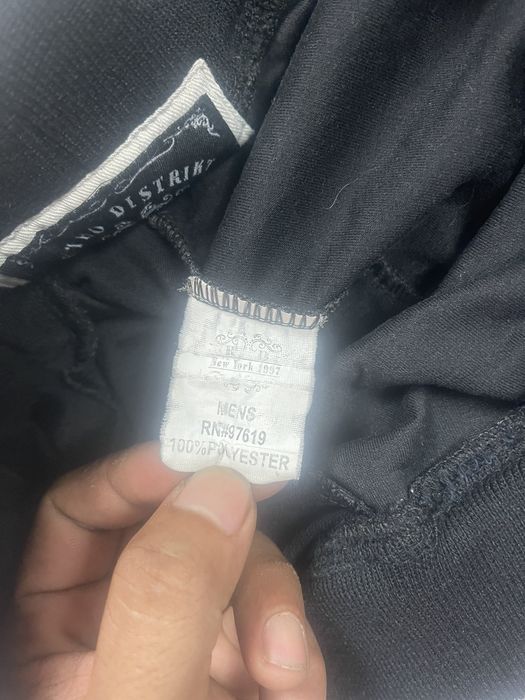 DISTRIKT
New York 1997
MENS
RN#97619
100%POLYESTER